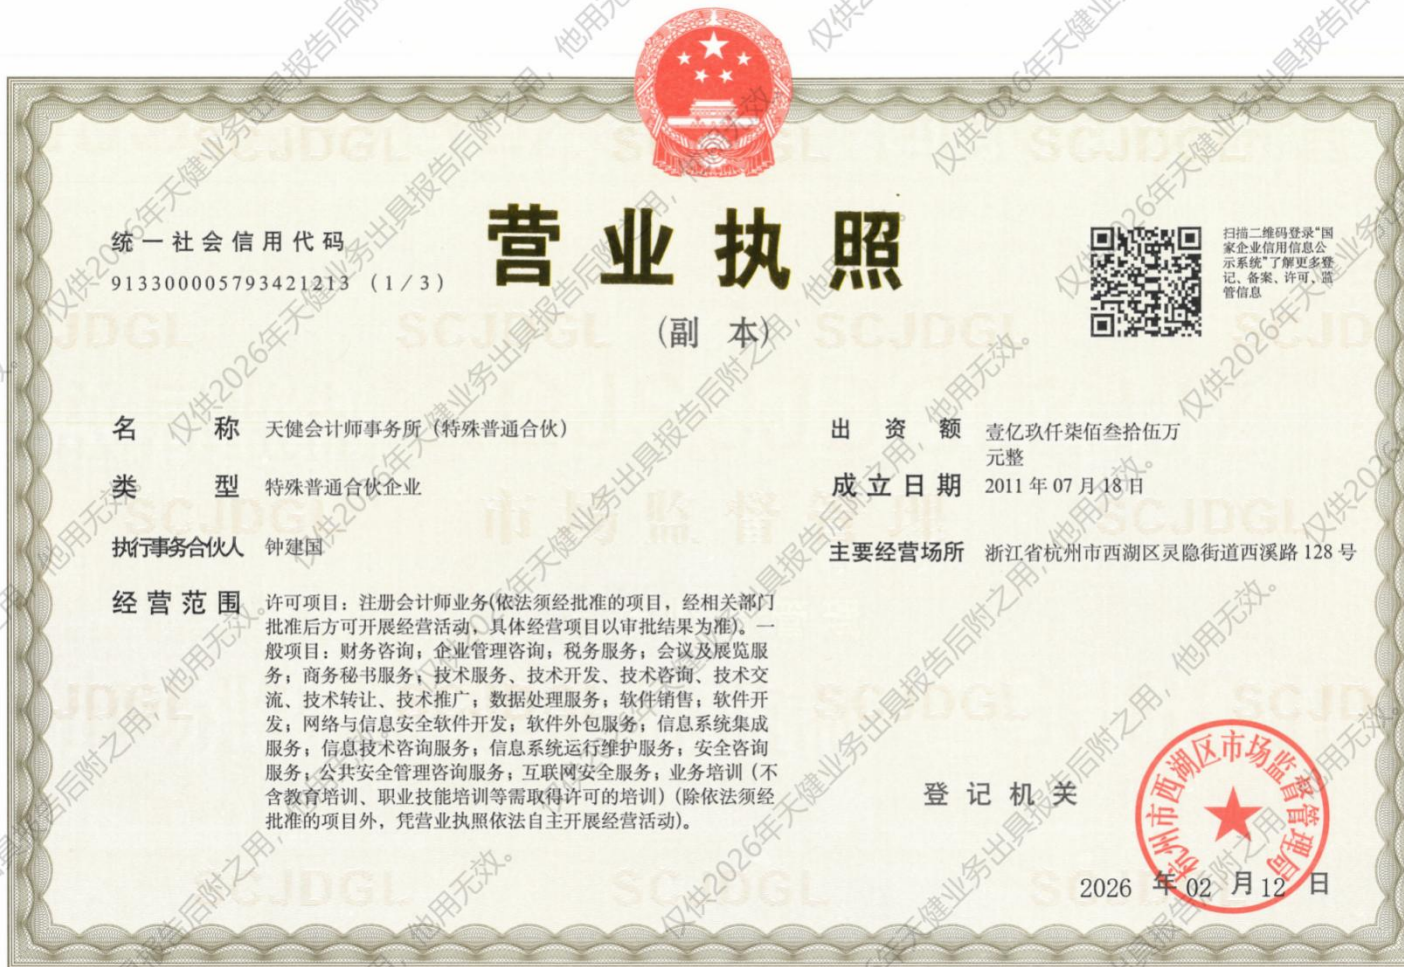 营业执照
(副 本)
统一社会信用代码
913300005793421213 (1/3)
扫描二维码登录“国
家企业信用信息公
示系统”了解更多登
记、备案、许可、监
管信息
名 称 天健会计师事务所（特殊普通合伙）
类 型 特殊普通合伙企业
执行事务合伙人 钟建国
经营范围 许可项目：注册会计师业务(依法须经批准的项目，经相关部门
批准后方可开展经营活动，具体经营项目以审批结果为准)。一
般项目：财务咨询；企业管理咨询；税务服务；会议及展览服
务；商务秘书服务；技术服务、技术开发、技术咨询、技术交
流、技术转让、技术推广；数据处理服务；软件销售；软件开
发；网络与信息安全软件开发；软件外包服务；信息系统集成
服务；信息技术咨询服务；信息系统运行维护服务；安全咨询
服务；公共安全管理咨询服务；互联网安全服务；业务培训（不
含教育培训、职业技能培训等需取得许可的培训）(除依法须经
批准的项目外，凭营业执照依法自主开展经营活动)。
出 资 额 壹亿玖仟柒佰叁拾伍万
元整
成立日期 2011年07月18日
主要经营场所 浙江省杭州市西湖区灵隐街道西溪路128号
登记机关
杭州市西湖区市场监督管理局
2026 年 02 月 12 日
市场监督管理
SCJDGL
仅供2026年天健业务出具报告后附之用，他用无效。